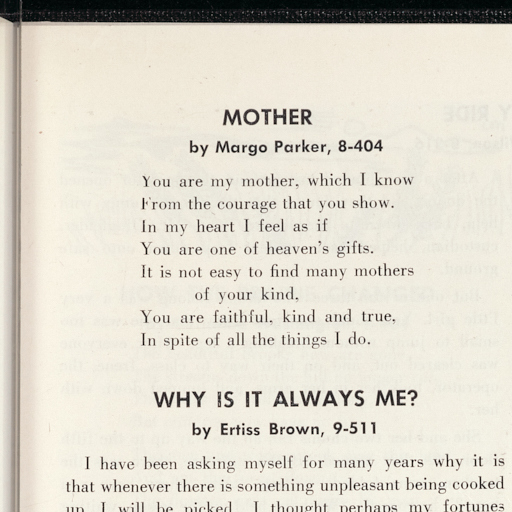 MOTHER
by Margo Parker, 8-404
You are my mother, which I know
From the courage that you show.
In my heart I feel as if
You are one of heaven's gifts.
It is not easy to find many mothers
of your kind,
You are faithful, kind and true,
In spite of all the things I do.
WHY IS IT ALWAYS ME?
by Ertiss Brown, 9-511
I have been asking myself for many years why it is
that whenever there is something unpleasant being cooked
up, I will be picked. I thought perhaps my fortunes